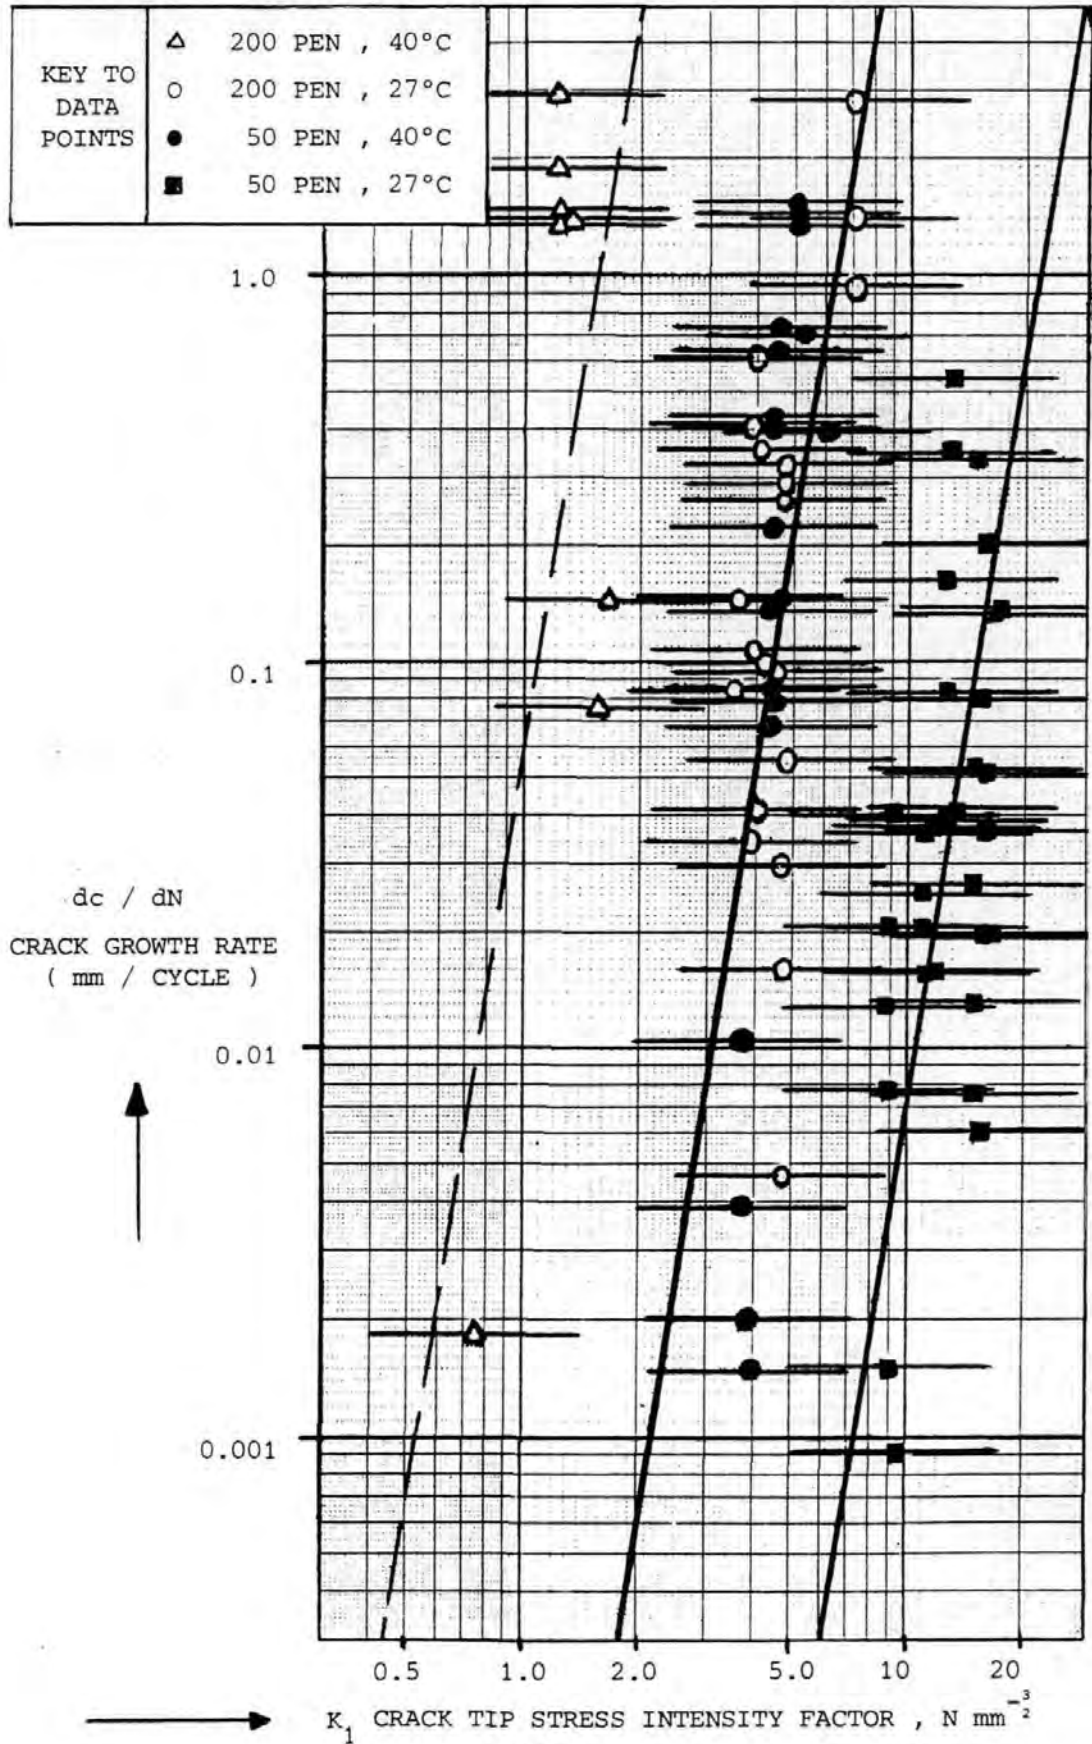 KEY TO
DATA
POINTS
200 PEN , 40°C
200 PEN , 27°C
50 PEN , 40°C
50 PEN , 27°C
1.0
0.1
0.01
0.001
dc / dN
CRACK GROWTH RATE
( mm / CYCLE )
0.5 1.0 2.0 5.0 10 20
K₁ CRACK TIP STRESS INTENSITY FACTOR , N mm^-3/2